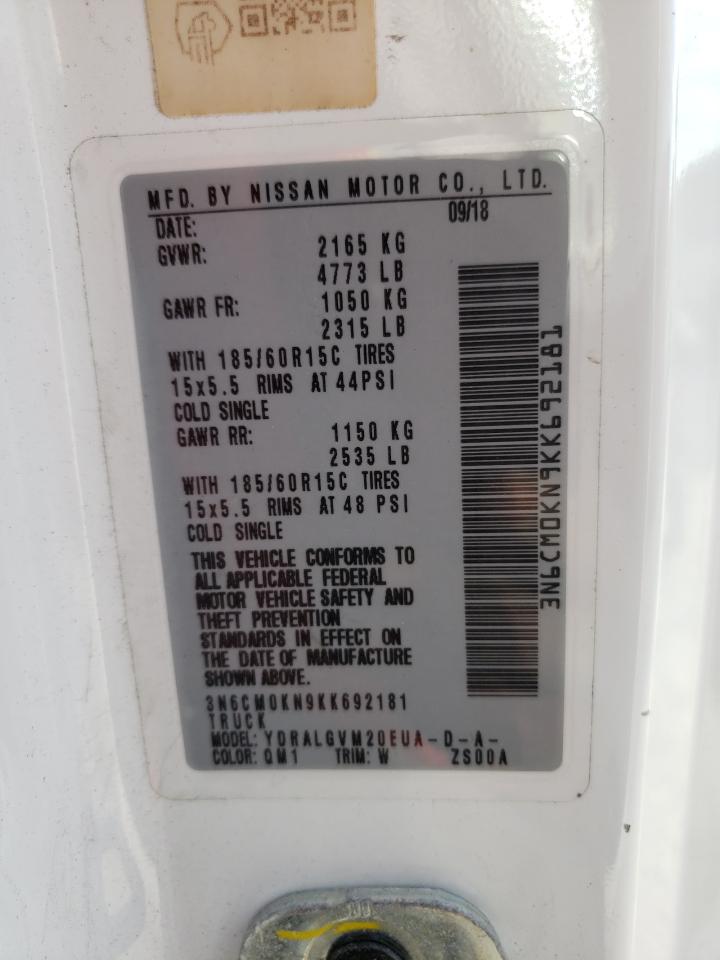 MFD. BY NISSAN MOTOR CO., LTD.
DATE: 09/18
GVWR: 2165 KG
4773 LB
GAWR FR: 1050 KG
2315 LB
WITH 185/60R15C TIRES
15x5.5 RIMS AT 44PSI
COLD SINGLE
GAWR RR: 1150 KG
2535 LB
WITH 185/60R15C TIRES
15x5.5 RIMS AT 48 PSI
COLD SINGLE
THIS VEHICLE CONFORMS TO
ALL APPLICABLE FEDERAL
MOTOR VEHICLE SAFETY AND
THEFT PREVENTION
STANDARDS IN EFFECT ON
THE DATE OF MANUFACTURE
SHOWN ABOVE.
3N6CM0KN9KK692181
TRUCK
MODEL: YDRALGVM20EUA-D-A-
COLOR: QM1 TRIM: W ZS00A
3N6CM0KN9KK692181